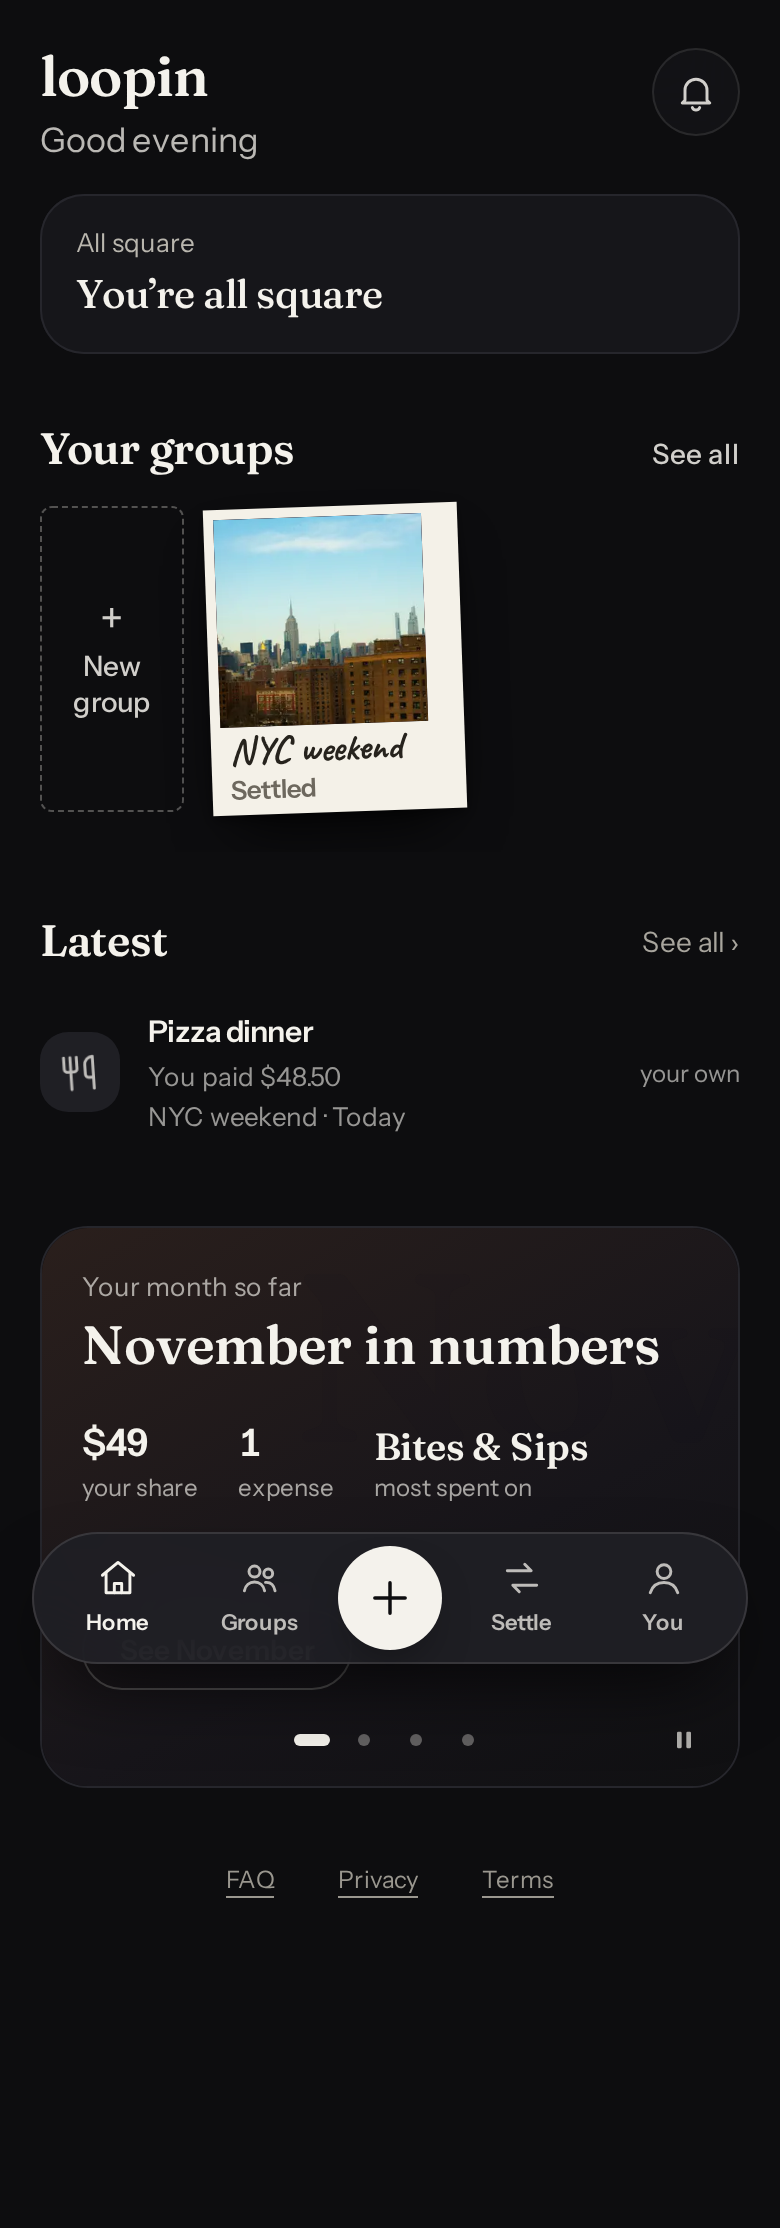 loopin
Good evening
All square
You’re all square
Your groups
See all
+
New
group
NYC weekend
Settled
Latest
See all ›
Pizza dinner
You paid $48.50
your own
NYC weekend · Today
Your month so far
November in numbers
$49
1
Bites & Sips
your share
expense
most spent on
Home
Groups
Settle
You
See November
FAQ
Privacy
Terms